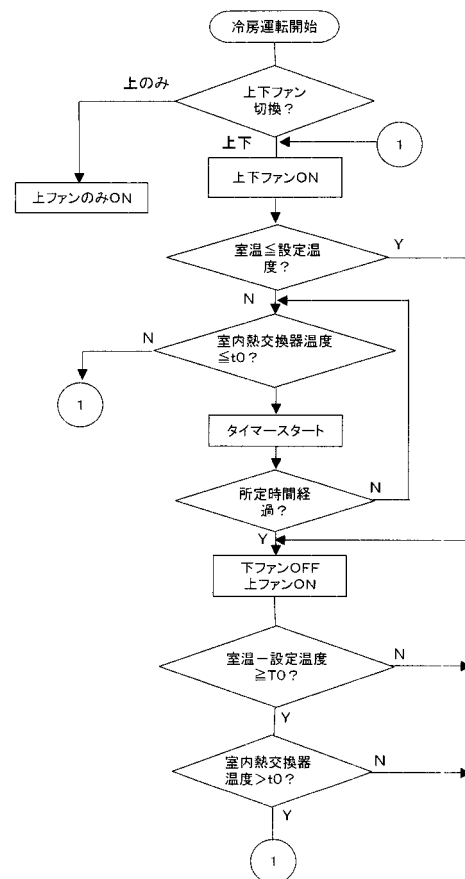 冷房運転開始
上のみ
上下ファン
切換？
上下
1
上下ファンON
上ファンのみON
室温≦設定温
度？
Y
N
N
室内熱交換器温度
≦t0？
1
タイマースタート
所定時間経
過？
N
Y
下ファンOFF
上ファンON
室温－設定温度
≧T0？
N
Y
室内熱交換器
温度＞t0？
N
Y
1